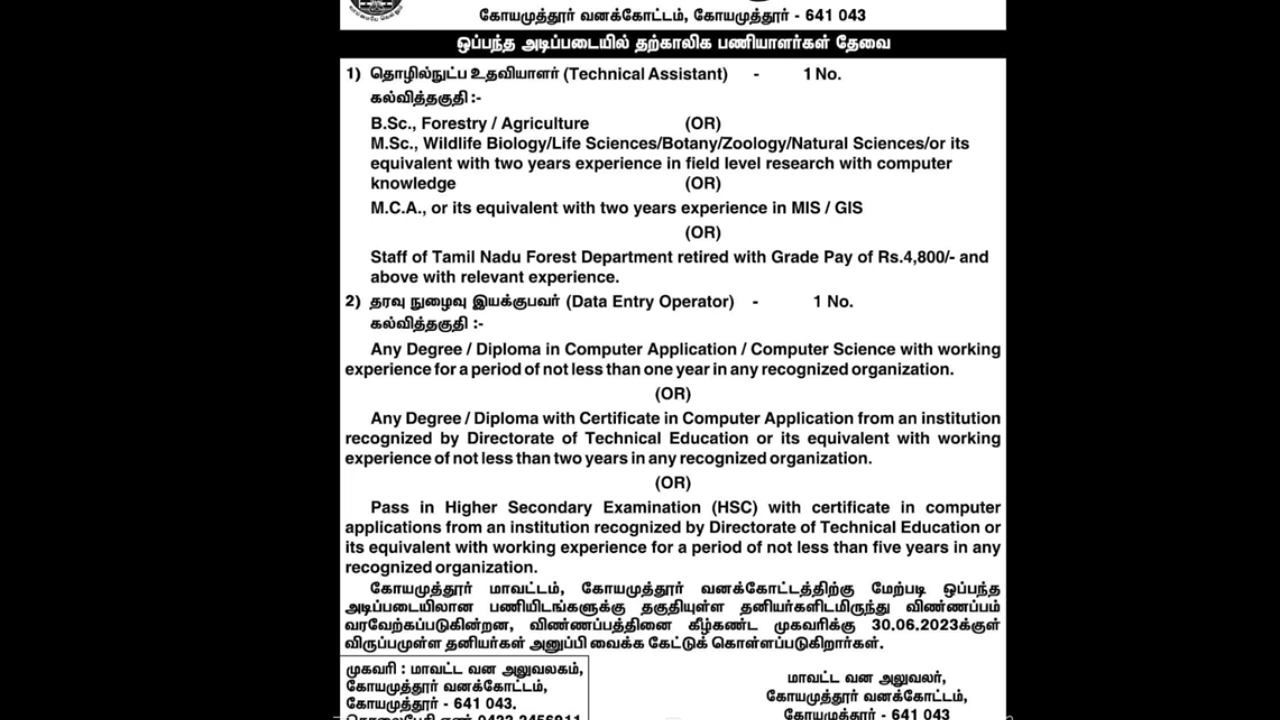 கோயமுத்தூர் வனக்கோட்டம், கோயமுத்தூர் - 641 043
ஒப்பந்த அடிப்படையில் தற்காலிக பணியாளர்கள் தேவை
1) தொழில்நுட்ப உதவியாளர் (Technical Assistant) - 1 No.
கல்வித்தகுதி :-
B.Sc., Forestry / Agriculture (OR)
M.Sc., Wildlife Biology/Life Sciences/Botany/Zoology/Natural Sciences/or its
equivalent with two years experience in field level research with computer
knowledge (OR)
M.C.A., or its equivalent with two years experience in MIS / GIS
(OR)
Staff of Tamil Nadu Forest Department retired with Grade Pay of Rs.4,800/- and
above with relevant experience.
2) தரவு நுழைவு இயக்குபவர் (Data Entry Operator) - 1 No.
கல்வித்தகுதி :-
Any Degree / Diploma in Computer Application / Computer Science with working
experience for a period of not less than one year in any recognized organization.
(OR)
Any Degree / Diploma with Certificate in Computer Application from an institution
recognized by Directorate of Technical Education or its equivalent with working
experience of not less than two years in any recognized organization.
(OR)
Pass in Higher Secondary Examination (HSC) with certificate in computer
applications from an institution recognized by Directorate of Technical Education or
its equivalent with working experience for a period of not less than five years in any
recognized organization.
கோயமுத்தூர் மாவட்டம், கோயமுத்தூர் வனக்கோட்டத்திற்கு மேற்படி ஒப்பந்த
அடிப்படையிலான பணியிடங்களுக்கு தகுதியுள்ள தனியர்களிடமிருந்து விண்ணப்பம்
வரவேற்கப்படுகின்றன, விண்ணப்பத்தினை கீழ்கண்ட முகவரிக்கு 30.06.2023க்குள்
விருப்பமுள்ள தனியர்கள் அனுப்பி வைக்க கேட்டுக் கொள்ளப்படுகிறார்கள்.
முகவரி : மாவட்ட வன அலுவலகம்,
கோயமுத்தூர் வனக்கோட்டம்,
கோயமுத்தூர் - 641 043.
தொலைபேசி எண் 0422 2456911
மாவட்ட வன அலுவலர்,
கோயமுத்தூர் வனக்கோட்டம்,
கோயமுத்தூர் - 641 043